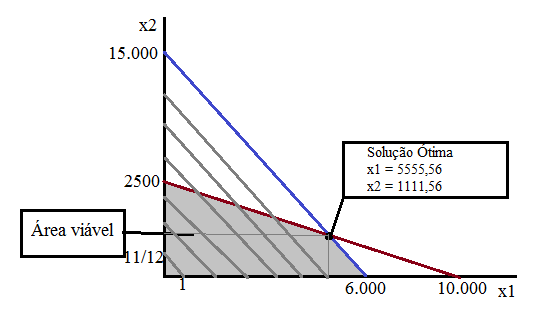 x2
15.000
Solução Ótima
x1 = 5555,56
x2 = 1111,56
2500
Área viável
11/12
1
6.000
10.000
x1